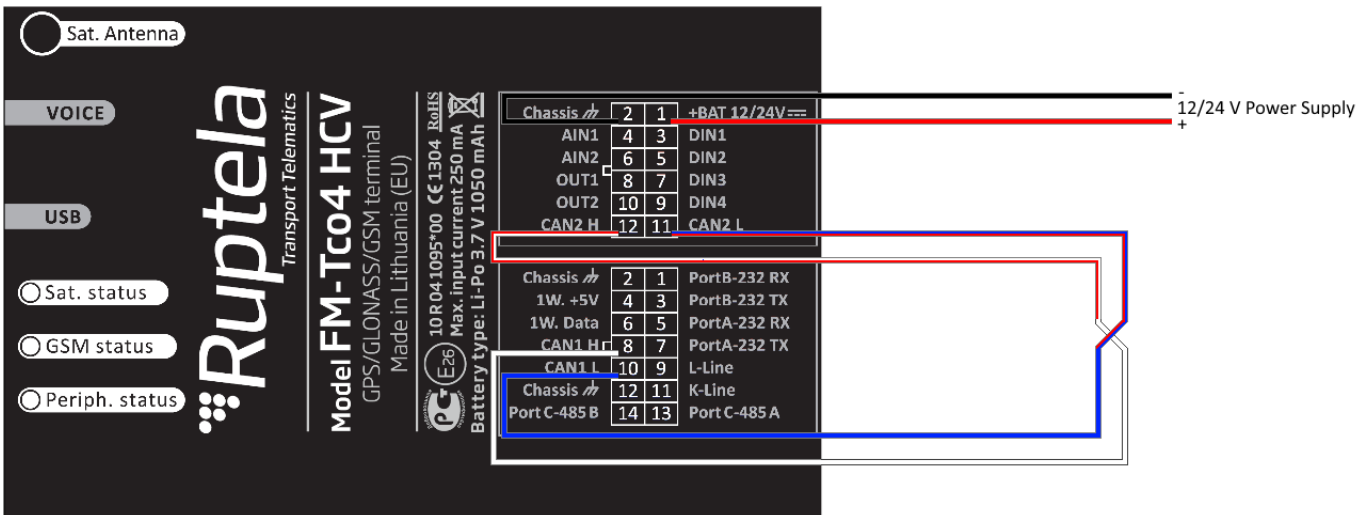 Sat. Antenna
VOICE
USB
Sat. status
GSM status
Periph. status
Ruptela
Transport Telematics
Model FM-Tco4 HCV
GPS/GLONASS/GSM terminal
Made in Lithuania (EU)
10 R 04 1095*00 CE1304 RoHS
Max. input current 250 mA
Battery type: Li-Po 3.7 V 1050 mAh
E26
Chassis 2 1 +BAT 12/24V
AIN1 4 3 DIN1
AIN2 6 5 DIN2
OUT1 8 7 DIN3
OUT2 10 9 DIN4
CAN2 H 12 11 CAN2 L
Chassis 2 1 PortB-232 RX
1W. +5V 4 3 PortB-232 TX
1W. Data 6 5 PortA-232 RX
CAN1 H 8 7 PortA-232 TX
CAN1 L 10 9 L-Line
Chassis 12 11 K-Line
Port C-485 B 14 13 Port C-485 A
-
12/24 V Power Supply
+